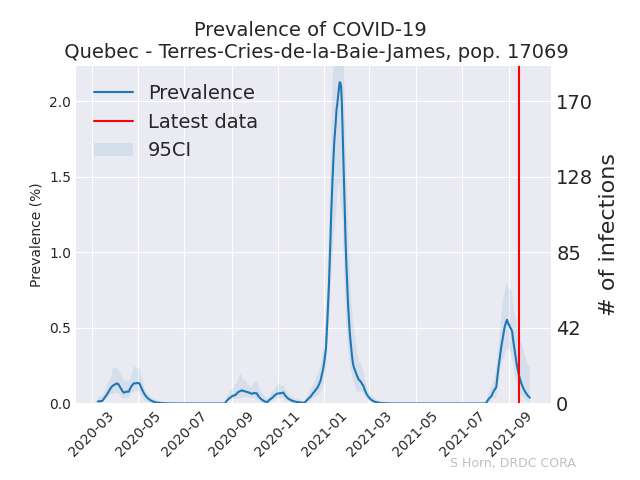 Prevalence of COVID-19
Quebec - Terres-Cries-de-la-Baie-James, pop. 17069
Prevalence
Latest data
95CI
Prevalence (%)
2.0
1.5
1.0
0.5
0.0
170
128
85
42
0
# of infections
2020-03
2020-05
2020-07
2020-09
2020-11
2021-01
2021-03
2021-05
2021-07
2021-09
S Horn, DRDC CORA